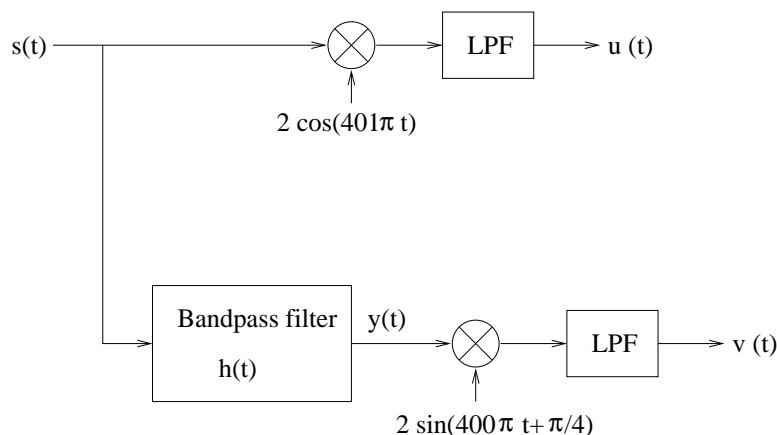 s(t)
LPF
u (t)
2 cos(401π t)
Bandpass filter
h(t)
y(t)
LPF
v (t)
2 sin(400π t+π/4)